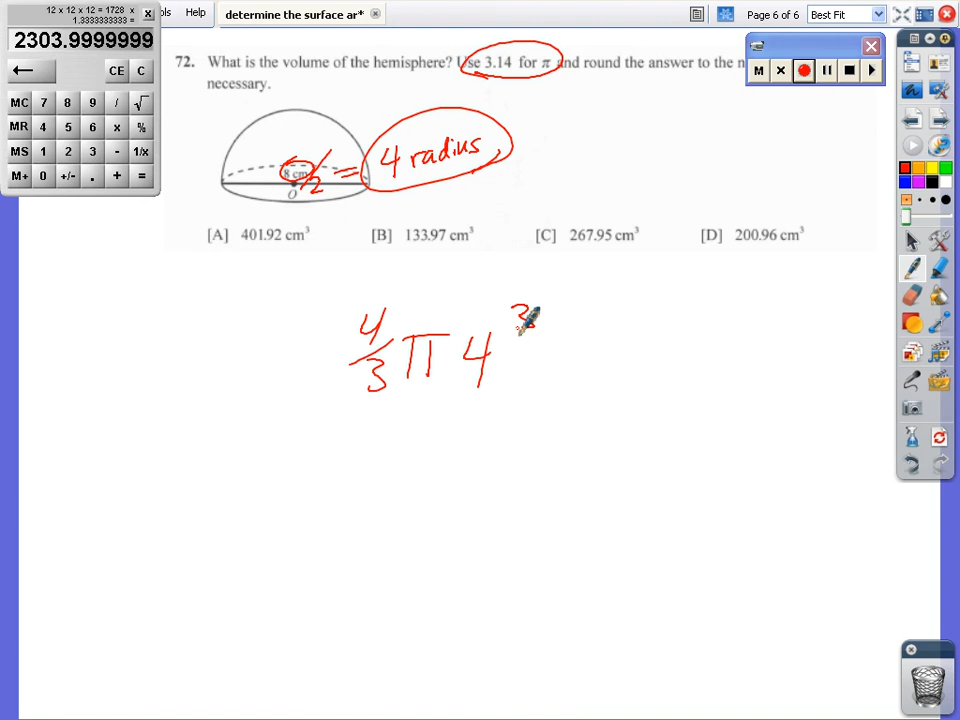 12 x 12 x 12 = 1728 x
1.3333333333 =
2303.9999999
CE C
MC 7 8 9 / √
MR 4 5 6 x %
MS 1 2 3 - 1/x
M+ 0 +/- . + =
ols Help
determine the surface ar*
Page 6 of 6
Best Fit
M
72. What is the volume of the hemisphere? Use 3.14 for π and round the answer to the n
necessary.
8 cm
/2 = 4 radius
O
[A] 401.92 cm³ [B] 133.97 cm³ [C] 267.95 cm³ [D] 200.96 cm³
4/3 π 4³